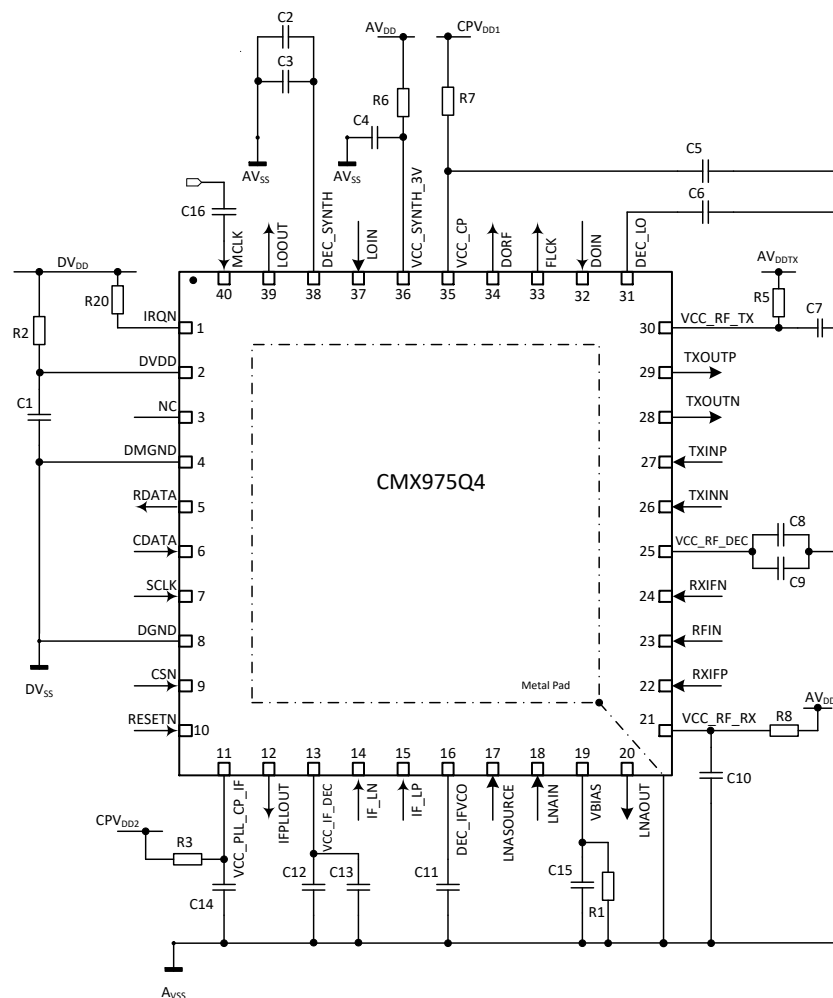 C2
C3
AVSS
AVDD
R6
C4
AVSS
CPVDD1
R7
C5
C6
C16
MCLK
LOOUT
DEC_SYNTH
LOIN
VCC_SYNTH_3V
VCC_CP
DORF
FLCK
DOIN
DEC_LO
40
39
38
37
36
35
34
33
32
31
DVDD
R20
R2
C1
IRQN
1
DVDD
2
NC
3
DMGND
4
RDATA
5
CDATA
6
SCLK
7
DGND
8
CSN
9
RESETN
10
DVSS
CMX975Q4
Metal Pad
AVDDTX
R5
C7
30
VCC_RF_TX
29
TXOUTP
28
TXOUTN
27
TXINP
26
TXINN
25
VCC_RF_DEC
C8
C9
24
RXIFN
23
RFIN
22
RXIFP
21
VCC_RF_RX
R8
AVDD
C10
11
12
13
14
15
16
17
18
19
20
VCC_PLL_CP_IF
IFPLLOUT
VCC_IF_DEC
IF_LN
IF_LP
DEC_IFVCO
LNASOURCE
LNAIN
VBIAS
LNAOUT
CPVDD2
R3
C14
C12
C13
C11
C15
R1
AVSS